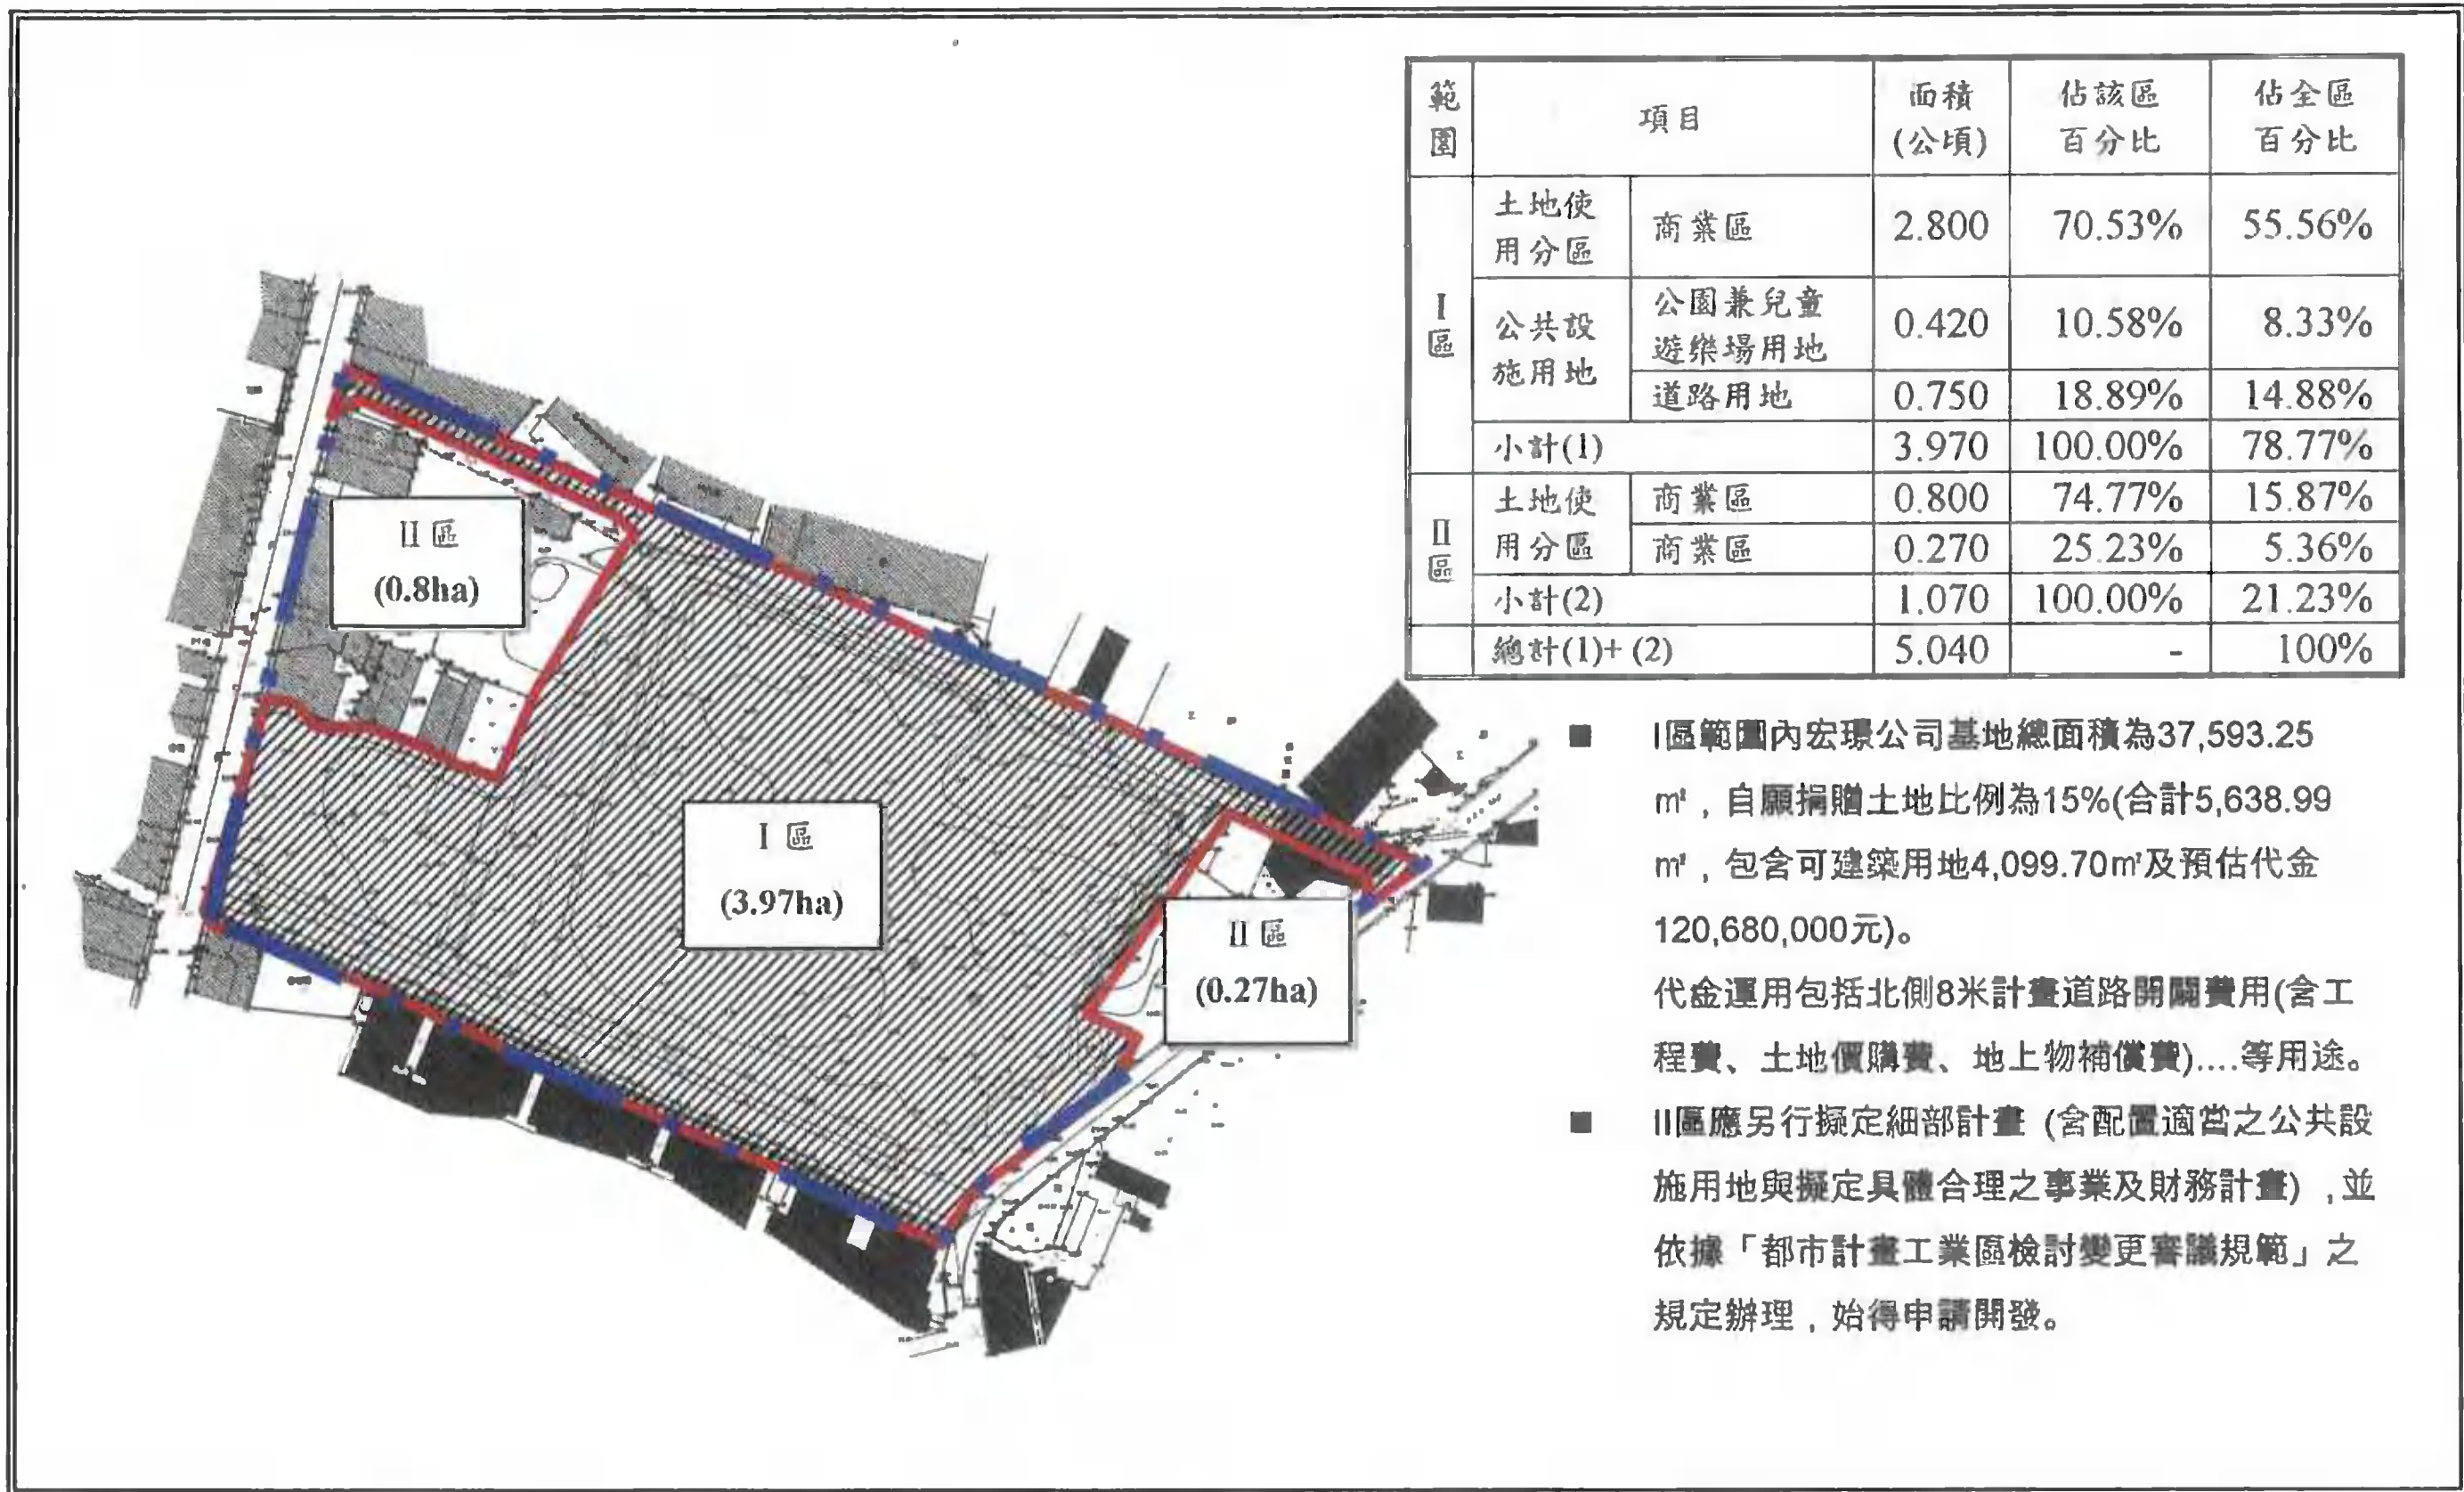 範圍 項目 面積(公頃) 佔該區百分比 佔全區百分比
I區 土地使用分區 商業區 2.800 70.53% 55.56%
公共設施用地 公園兼兒童遊樂場用地 0.420 10.58% 8.33%
道路用地 0.750 18.89% 14.88%
小計(1) 3.970 100.00% 78.77%
II區 土地使用分區 商業區 0.800 74.77% 15.87%
商業區 0.270 25.23% 5.36%
小計(2) 1.070 100.00% 21.23%
總計(1)+(2) 5.040 - 100%
II 區
(0.8ha)
I 區
(3.97ha)
II 區
(0.27ha)
■ I區範圍內宏璟公司基地總面積為37,593.25
㎡，自願捐贈土地比例為15%(合計5,638.99
㎡，包含可建築用地4,099.70㎡及預估代金
120,680,000元)。
代金運用包括北側8米計畫道路開闢費用(含工
程費、土地價購費、地上物補償費)....等用途。
■ II區應另行擬定細部計畫 (含配置適當之公共設
施用地與擬定具體合理之事業及財務計畫) ,並
依據「都市計畫工業區檢討變更審議規範」之
規定辦理，始得申請開發。